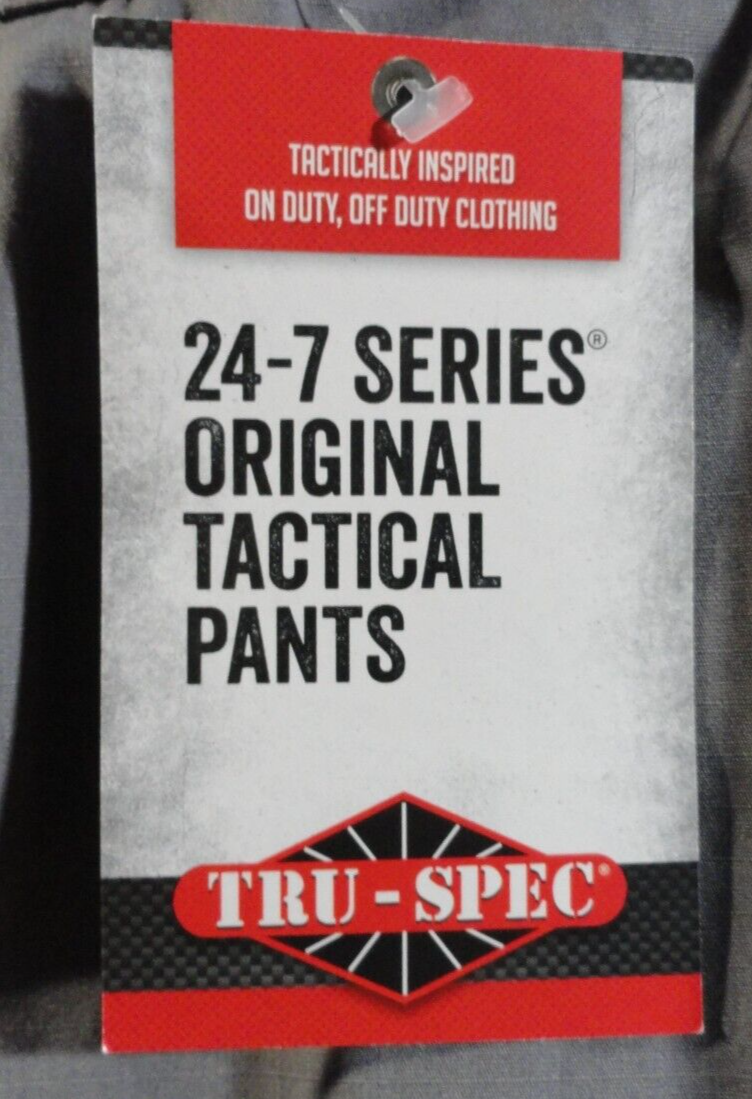 TACTICALLY INSPIRED
ON DUTY, OFF DUTY CLOTHING
24-7 SERIES®
ORIGINAL
TACTICAL
PANTS
TRU-SPEC®